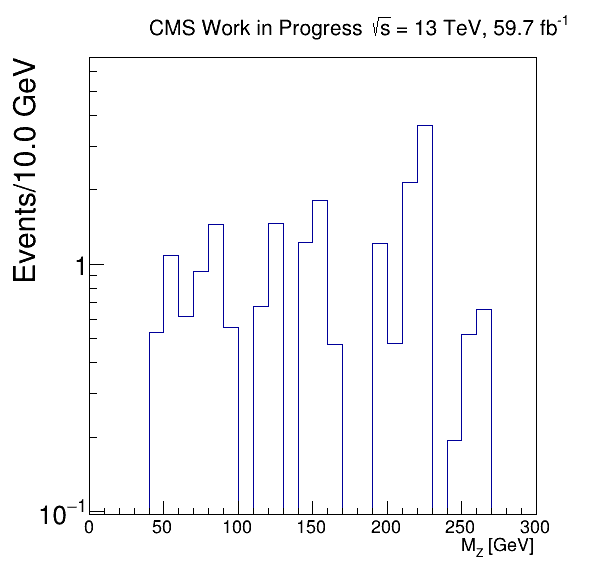 CMS Work in Progress √s = 13 TeV, 59.7 fb⁻¹
Events/10.0 GeV
1
10⁻¹
0 50 100 150 200 250 300
M_Z [GeV]